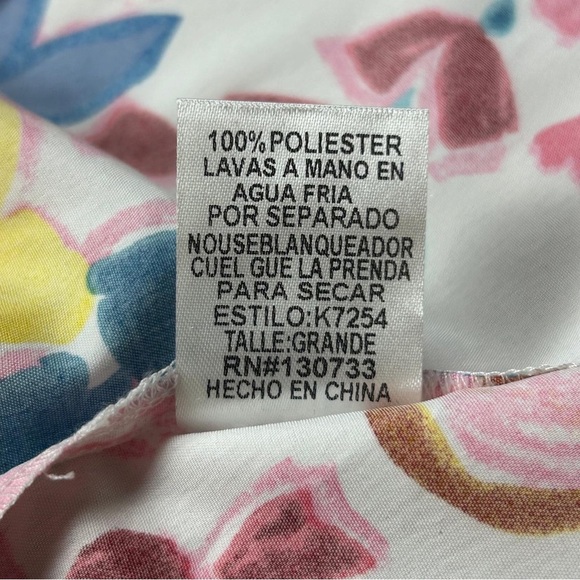 100% POLIESTER
LAVAS A MANO EN
AGUA FRIA
POR SEPARADO
NOUSEBLANQUEADOR
CUEL GUE LA PRENDA
PARA SECAR
ESTILO:K7254
TALLE:GRANDE
RN#130733
HECHO EN CHINA